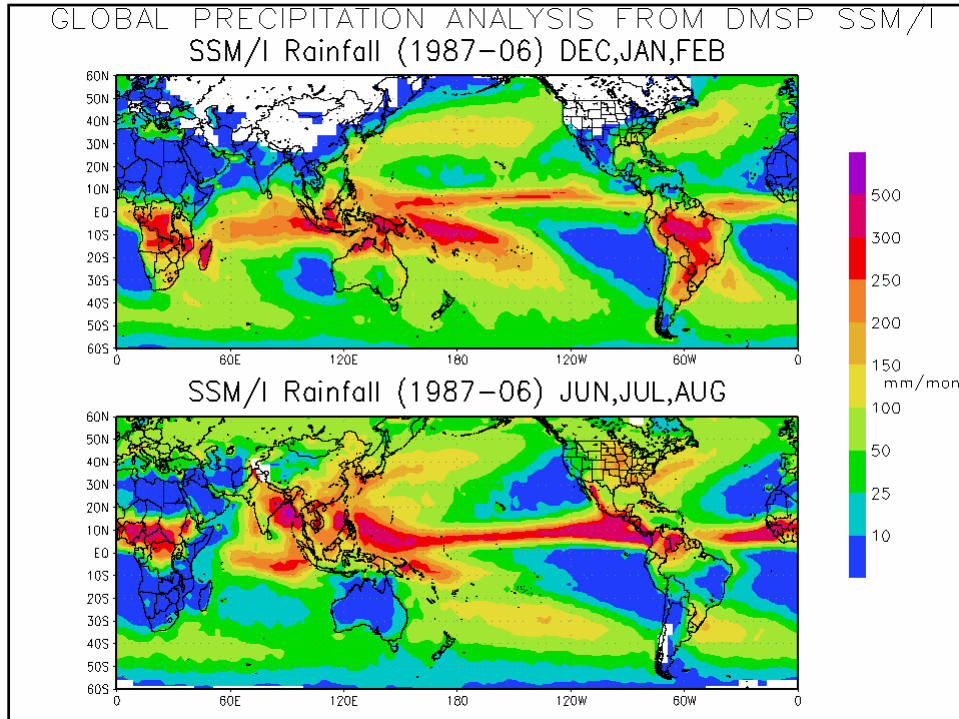 GLOBAL PRECIPITATION ANALYSIS FROM DMSP SSM/I
SSM/I Rainfall (1987-06) DEC,JAN,FEB
60N
50N
40N
30N
20N
10N
EQ
10S
20S
30S
40S
50S
60S
0 60E 120E 180 120W 60W 0
SSM/I Rainfall (1987-06) JUN,JUL,AUG
60N
50N
40N
30N
20N
10N
EQ
10S
20S
30S
40S
50S
60S
0 60E 120E 180 120W 60W 0
500
300
250
200
150
mm/mon
100
50
25
10